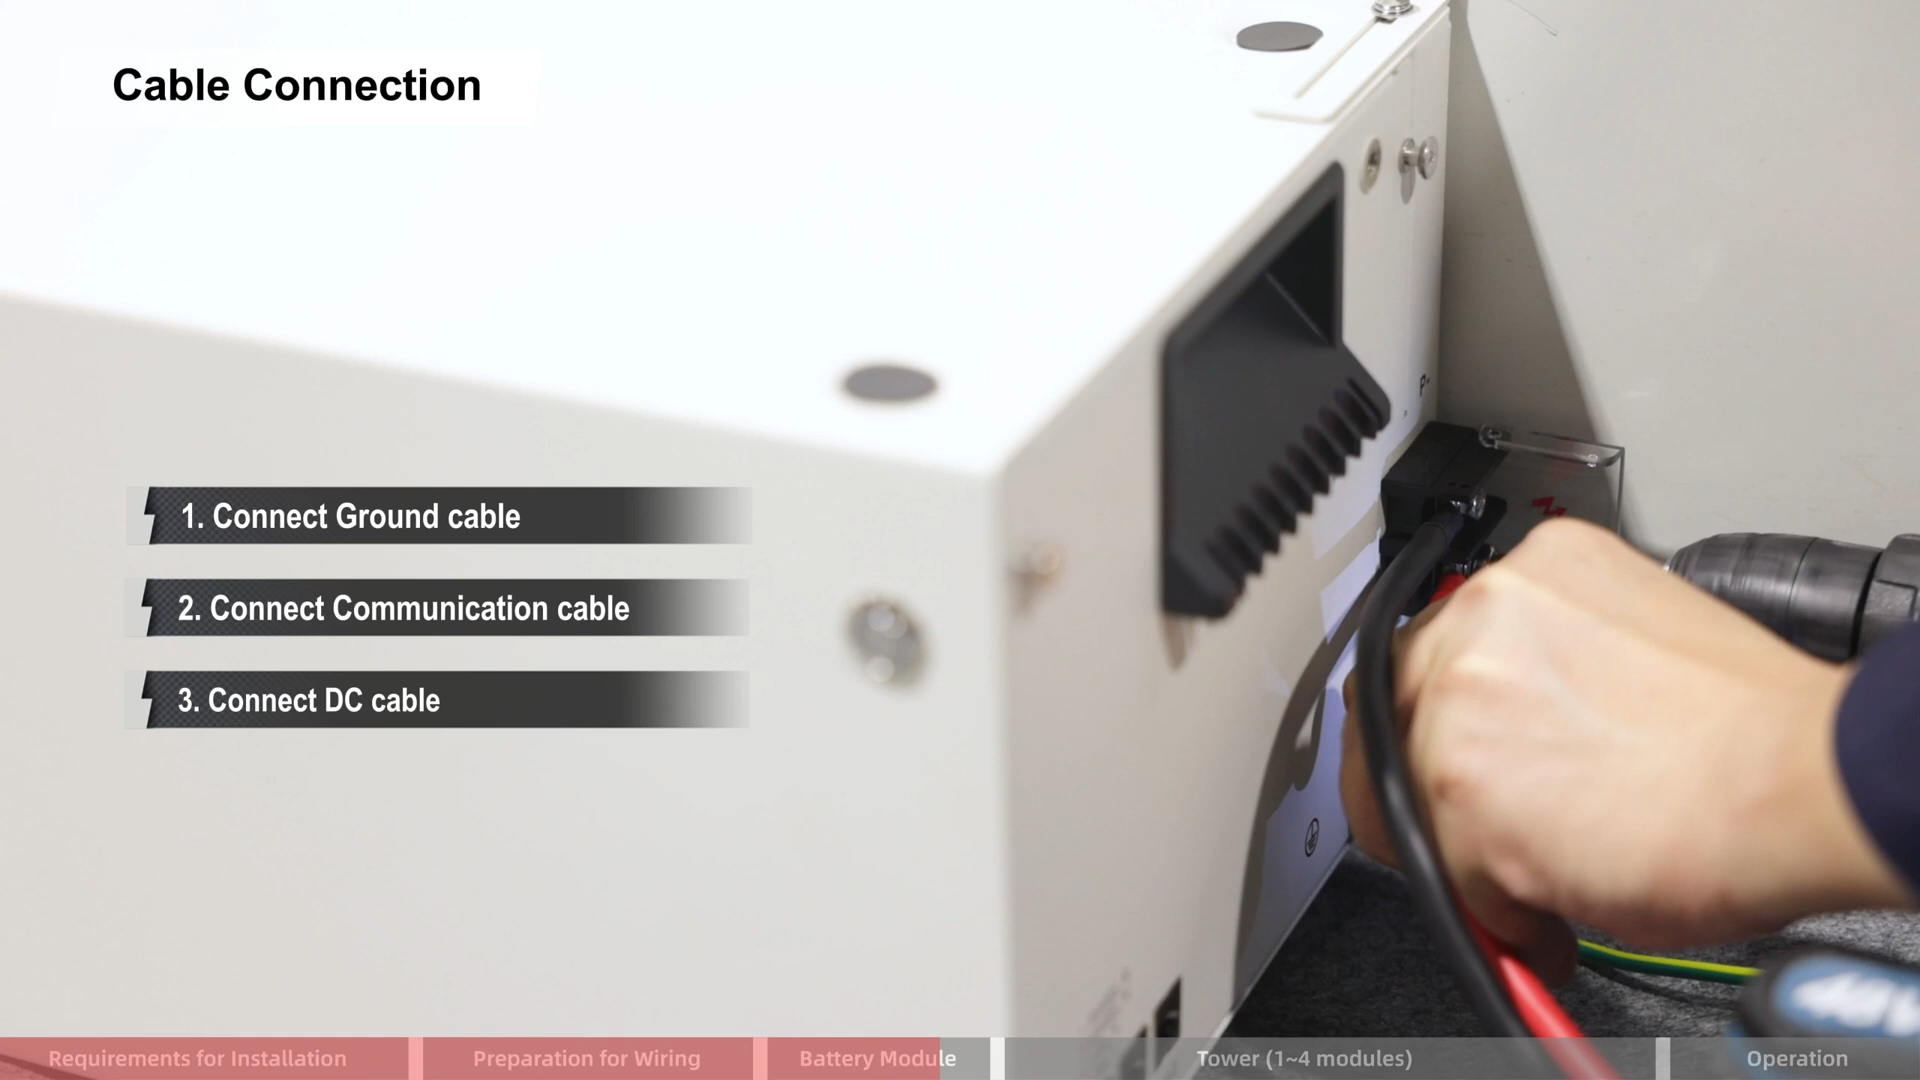 Cable Connection
P-
1. Connect Ground cable
2. Connect Communication cable
3. Connect DC cable
Requirements for Installation
Preparation for Wiring
Battery Module
Tower (1~4 modules)
Operation